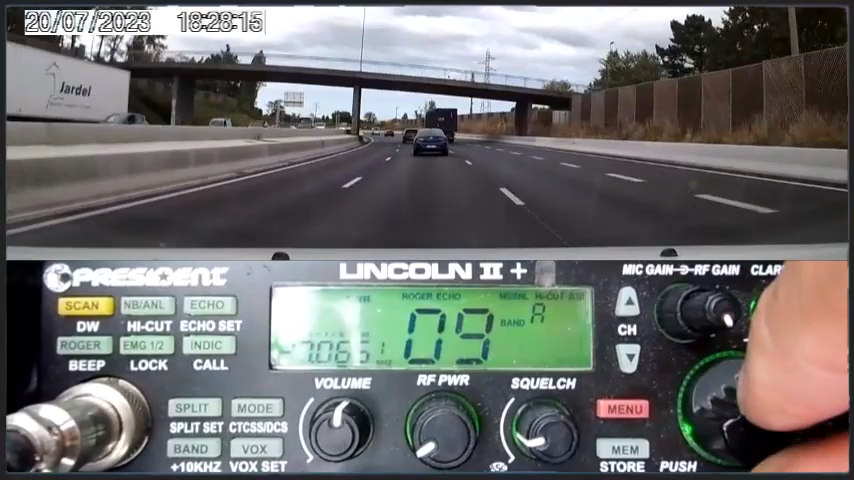 20/07/2023 18:28:15
Jardel
PRESIDENT LINCOLN II + MIC GAIN RF GAIN CLAR
SCAN NB/ANL ECHO
DW HI-CUT ECHO SET
ROGER EMG 1/2 INDIC
BEEP LOCK CALL
ROGER ECHO NB/ANL HI-CUT AM
09 BAND A
CH
VOLUME RF PWR SQUELCH
SPLIT MODE MENU
SPLIT SET CTCSS/DCS
BAND VOX MEM
+10KHZ VOX SET STORE PUSH